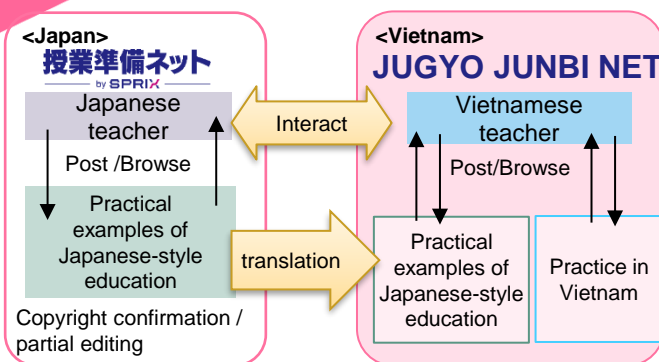 <Japan>
授業準備ネット
by SPRIX
Japanese
teacher
Post /Browse
Practical
examples of
Japanese-style
education
Copyright confirmation /
partial editing
Interact
translation
<Vietnam>
JUGYO JUNBI NET
Vietnamese
teacher
Post/Browse
Practical
examples of
Japanese-style
education
Practice in
Vietnam